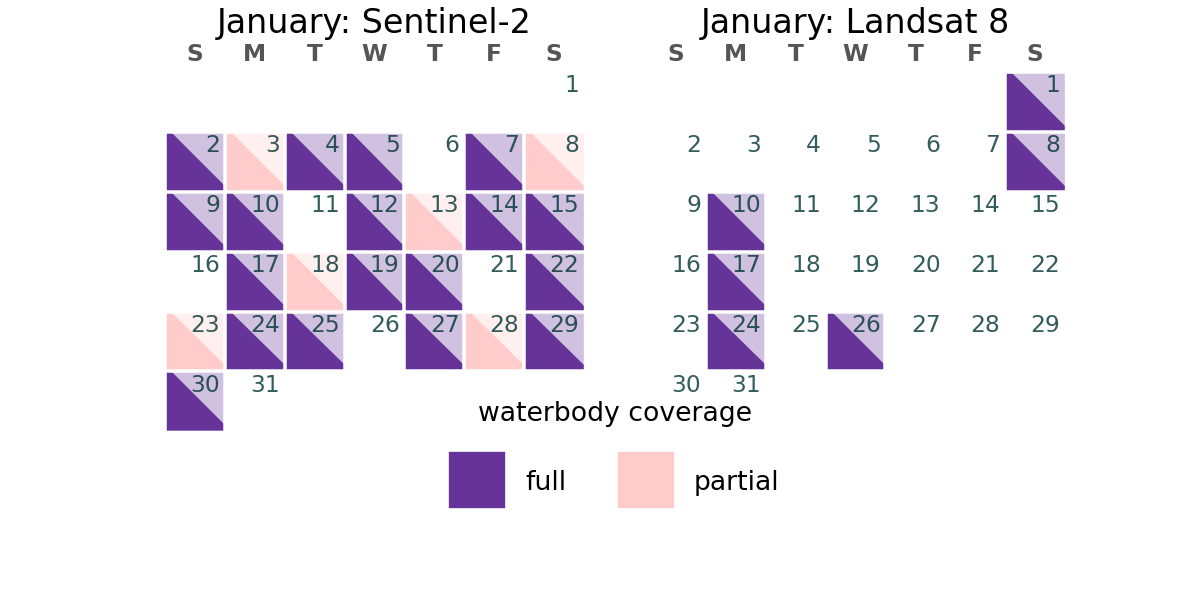 January: Sentinel-2
S M T W T F S
1
2 3 4 5 6 7 8
9 10 11 12 13 14 15
16 17 18 19 20 21 22
23 24 25 26 27 28 29
30 31
January: Landsat 8
S M T W T F S
1
2 3 4 5 6 7 8
9 10 11 12 13 14 15
16 17 18 19 20 21 22
23 24 25 26 27 28 29
30 31
waterbody coverage
full partial